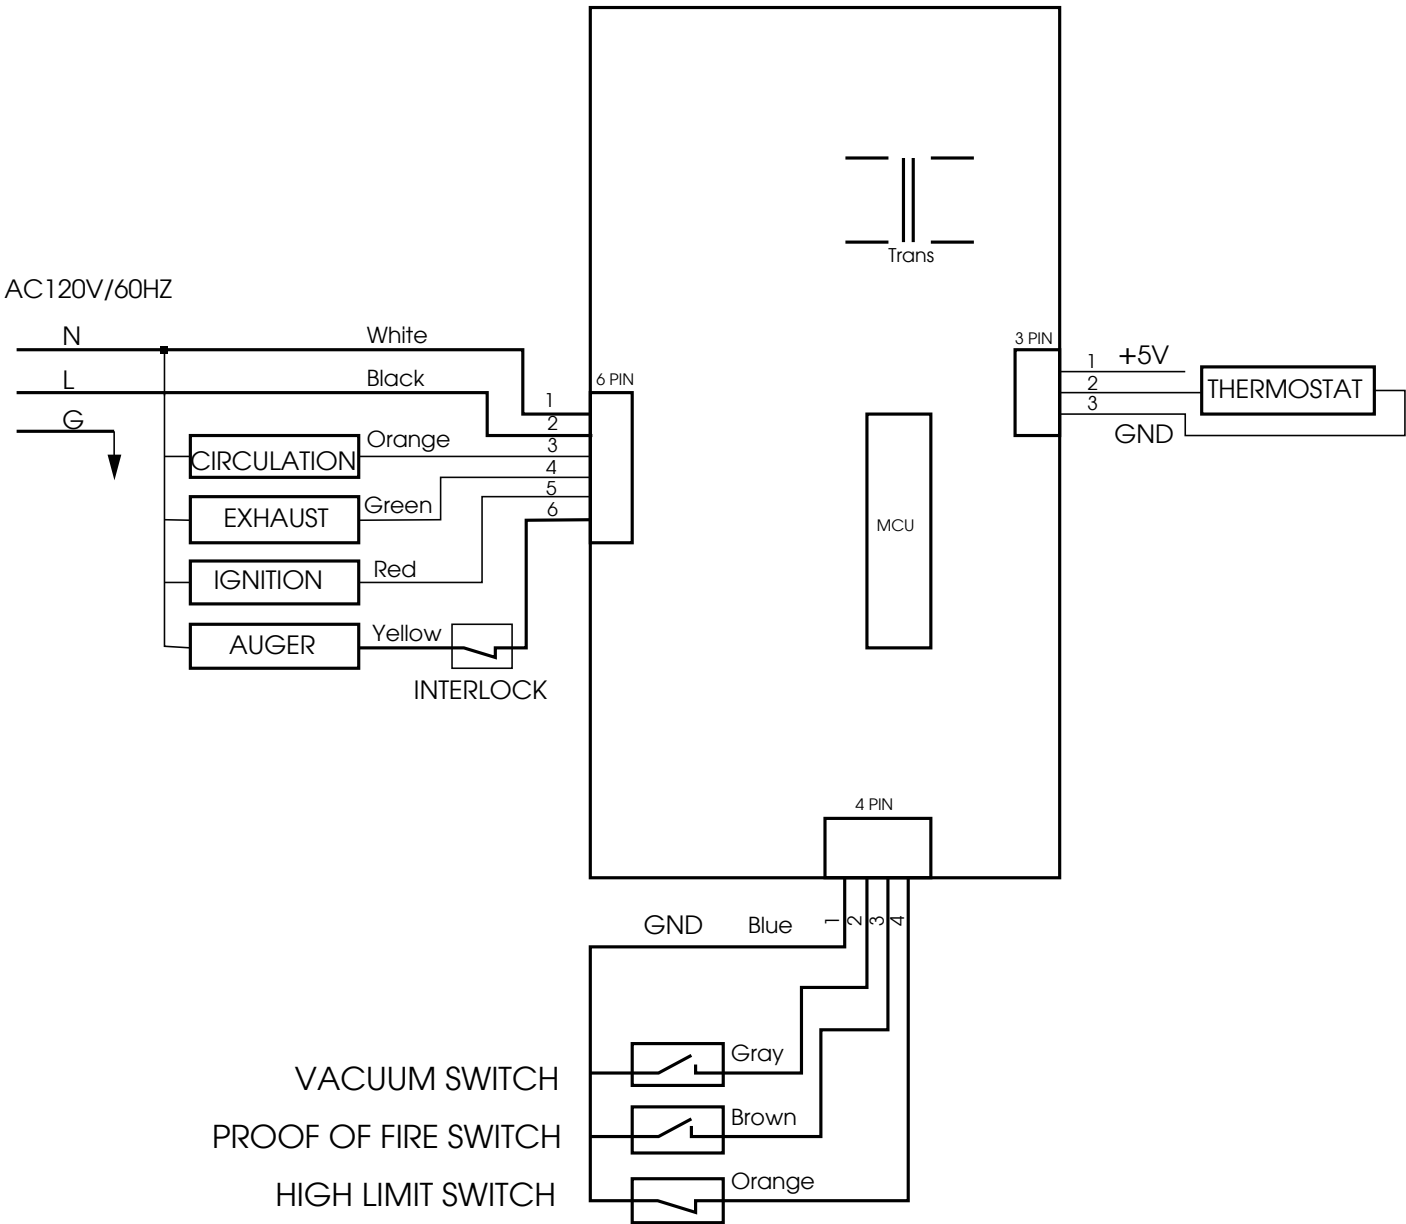 Trans
AC120V/60HZ
N
White
L
Black
G
6 PIN
1
2
3
4
5
6
CIRCULATION
Orange
EXHAUST
Green
IGNITION
Red
AUGER
Yellow
INTERLOCK
MCU
3 PIN
1
+5V
2
3
GND
THERMOSTAT
4 PIN
GND
Blue
1
2
3
4
VACUUM SWITCH
Gray
PROOF OF FIRE SWITCH
Brown
HIGH LIMIT SWITCH
Orange